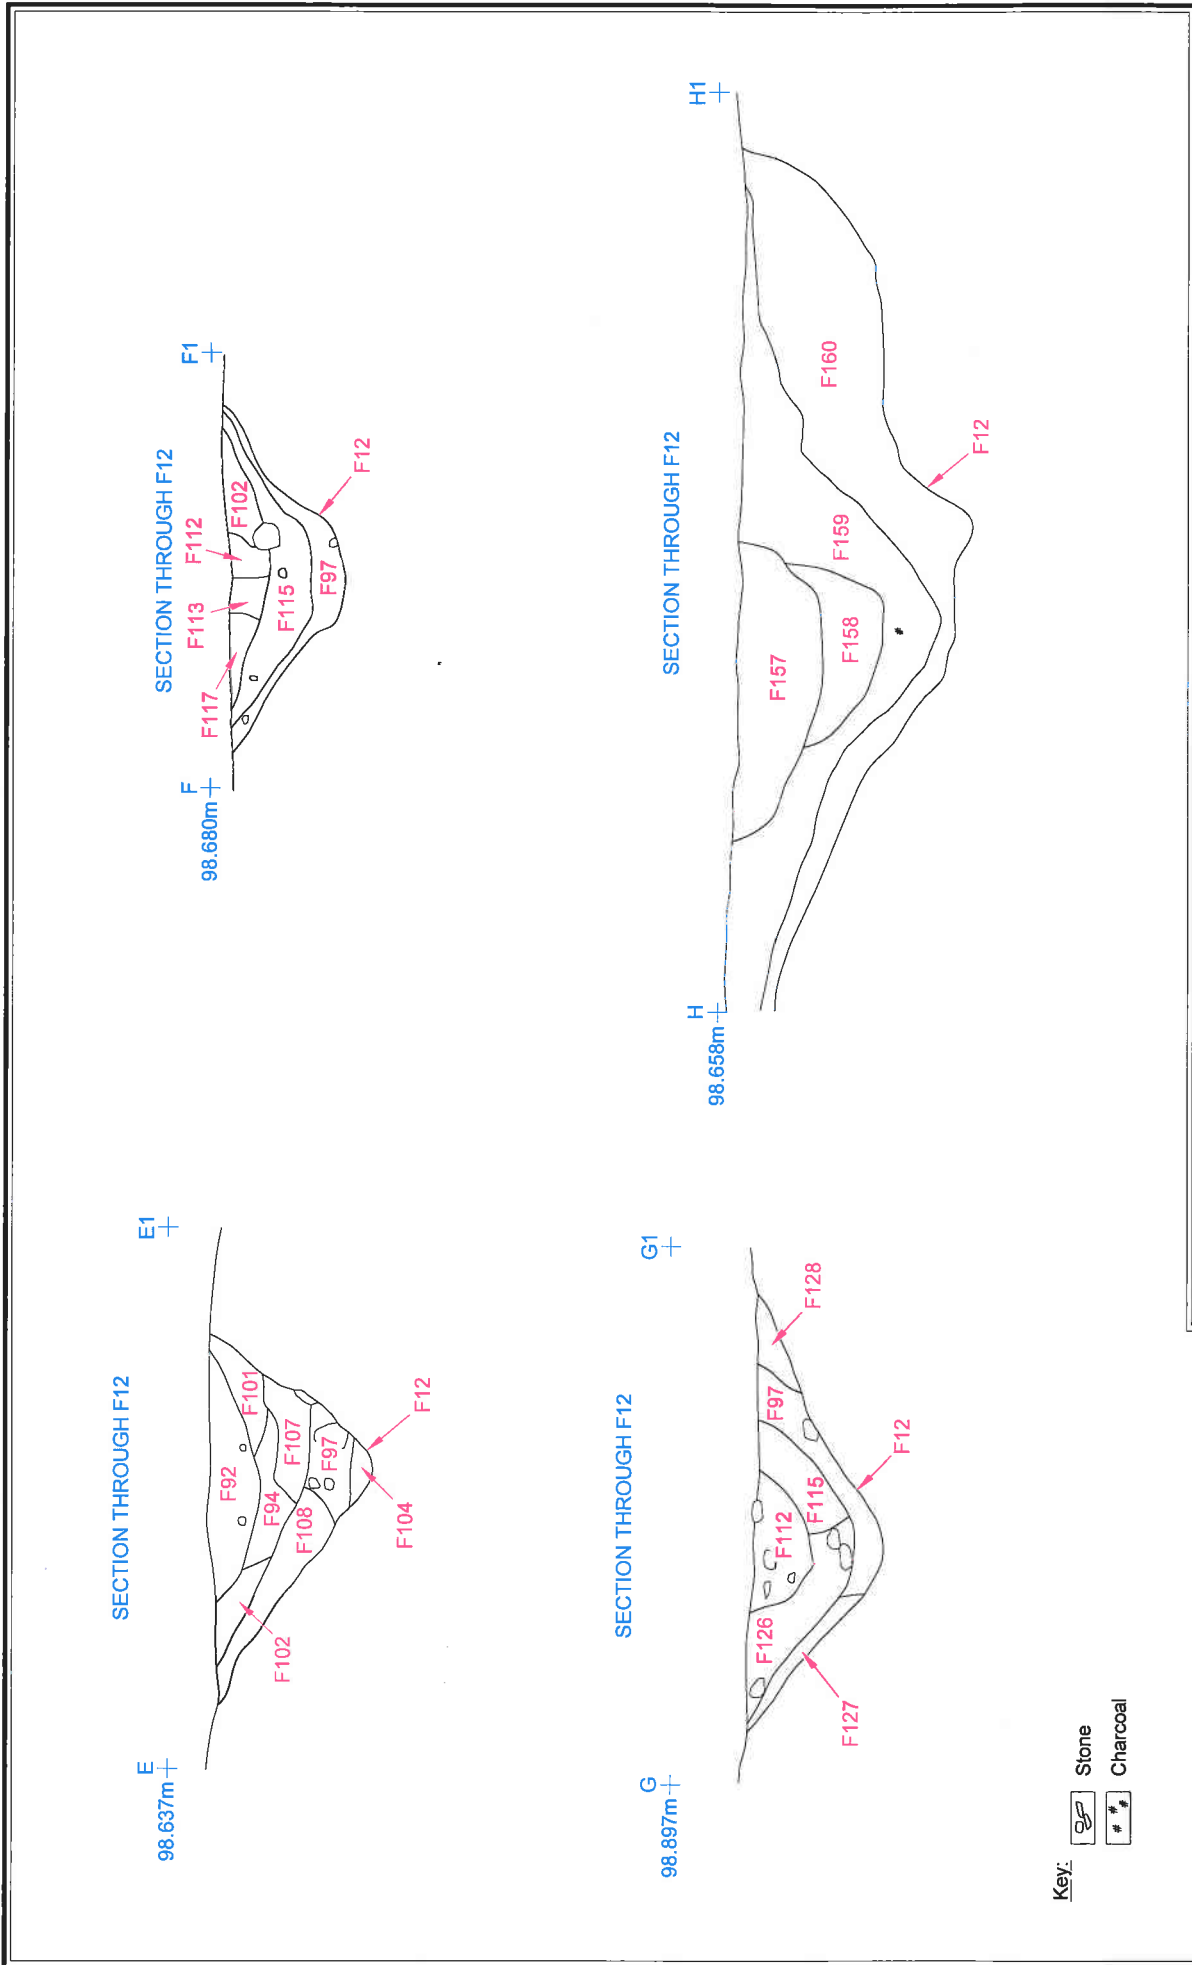 SECTION THROUGH F12
E
E1
98.637m
F92
F101
F94
F107
F102
F108
F97
F104
F12
SECTION THROUGH F12
F
F1
98.680m
F117
F113
F112
F102
F115
F97
F12
SECTION THROUGH F12
G
G1
98.897m
F126
F112
F115
F97
F128
F127
F12
SECTION THROUGH F12
H
H1
98.658m
F157
F158
F159
F160
F12
Key:
Stone
Charcoal